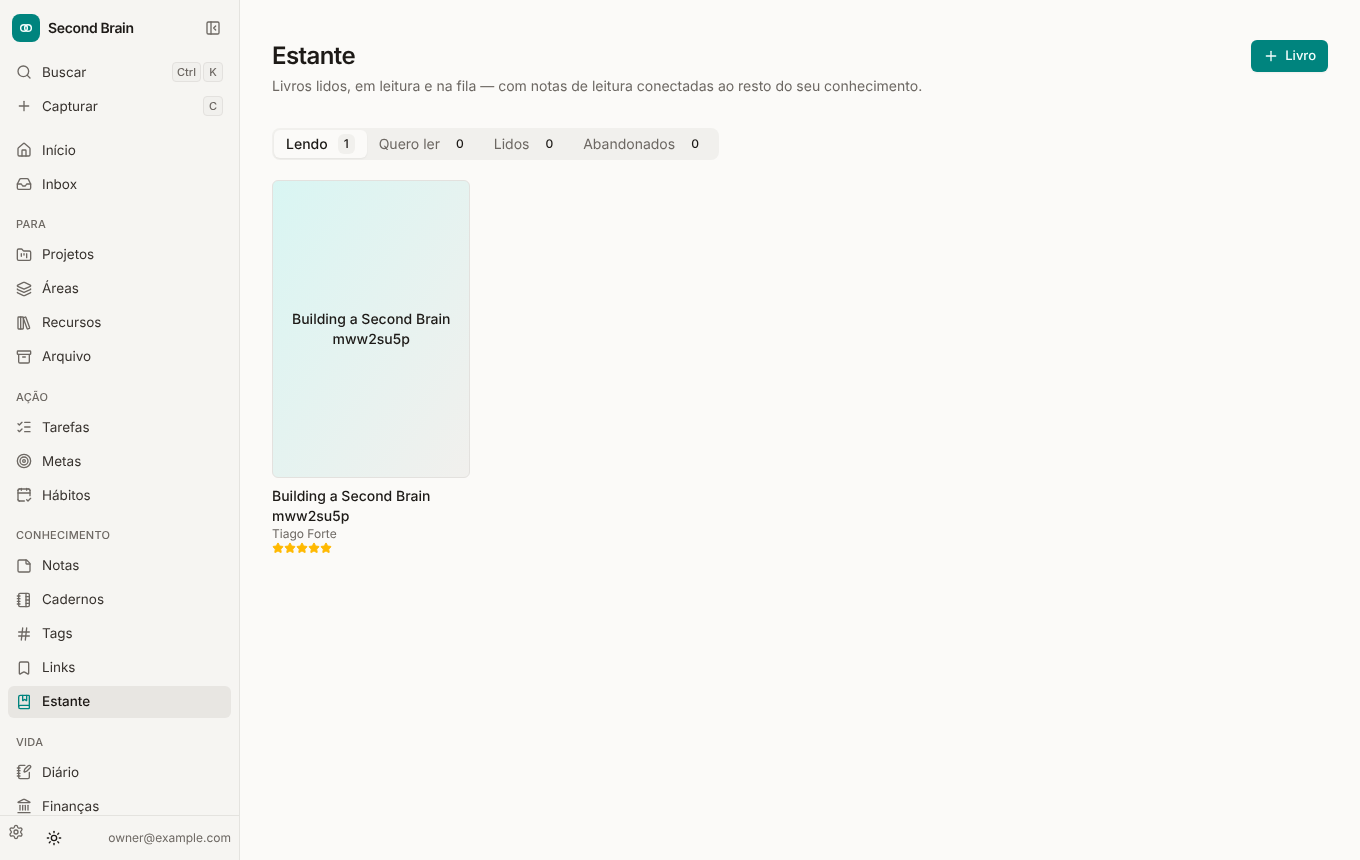 Second Brain
Buscar Ctrl K
Capturar C
Início
Inbox
PARA
Projetos
Áreas
Recursos
Arquivo
AÇÃO
Tarefas
Metas
Hábitos
CONHECIMENTO
Notas
Cadernos
Tags
Links
Estante
VIDA
Diário
Finanças
owner@example.com
Estante
Livro
Livros lidos, em leitura e na fila — com notas de leitura conectadas ao resto do seu conhecimento.
Lendo 1 Quero ler 0 Lidos 0 Abandonados 0
Building a Second Brain
mww2su5p
Building a Second Brain
mww2su5p
Tiago Forte